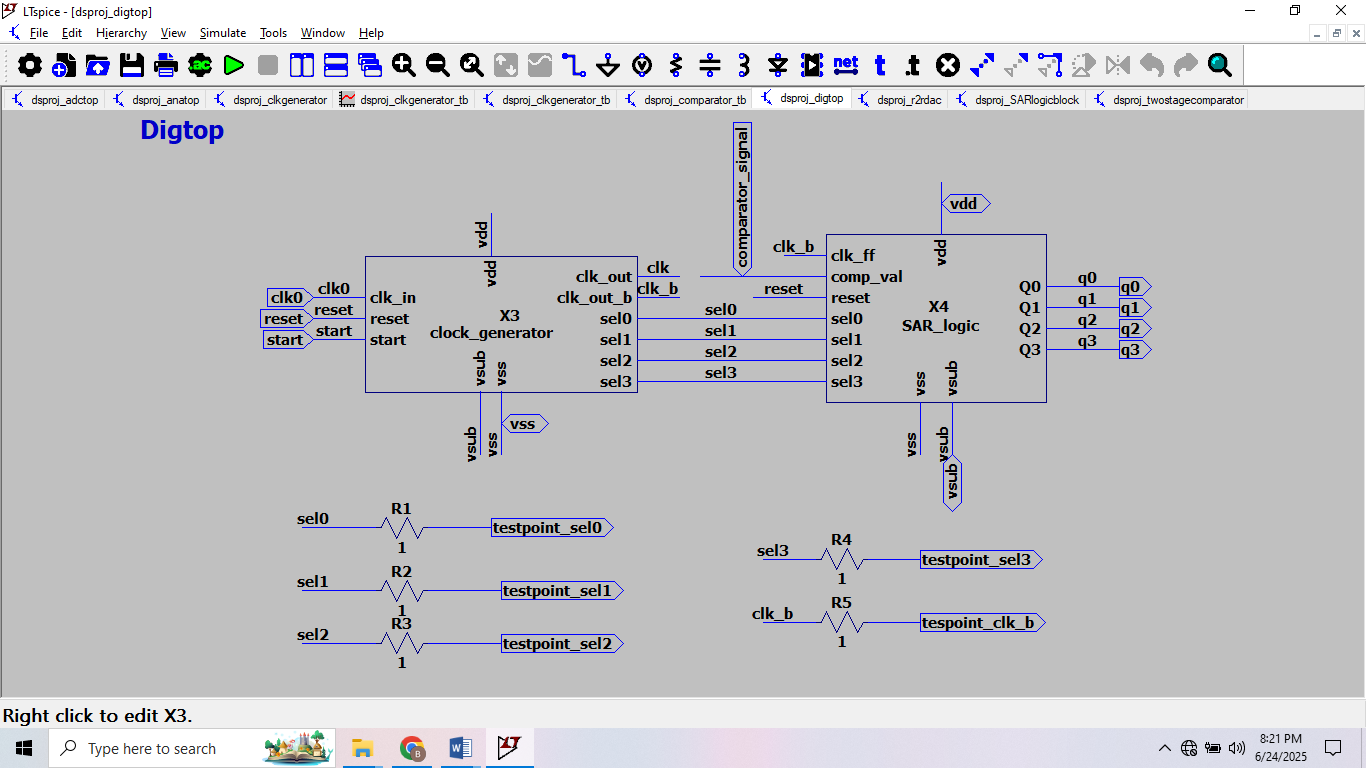 LTspice - [dsproj_digtop]
File Edit Hierarchy View Simulate Tools Window Help
.ac net t .t
dsproj_adctop dsproj_anatop dsproj_clkgenerator dsproj_clkgenerator_tb dsproj_clkgenerator_tb dsproj_comparator_tb dsproj_digtop dsproj_r2rdac dsproj_SARlogicblock dsproj_twostagecomparator
Digtop
comparator_signal
vdd
vdd
clk0 clk0 clk_in
reset reset reset
start start start
X3
clock_generator
clk_out clk
clk_out_b clk_b
sel0 sel0 sel0
sel1 sel1 sel1
sel2 sel2 sel2
sel3 sel3 sel3
vsub vss
vsub vss vss
vdd
vdd
clk_b clk_ff
comp_val
reset reset
X4
SAR_logic
Q0 q0 q0
Q1 q1 q1
Q2 q2 q2
Q3 q3 q3
vss vsub
vss vsub
vsub
sel0 R1 1 testpoint_sel0
sel1 R2 1 testpoint_sel1
sel2 R3 1 testpoint_sel2
sel3 R4 1 testpoint_sel3
clk_b R5 1 tespoint_clk_b
Right click to edit X3.
Type here to search
8:21 PM
6/24/2025